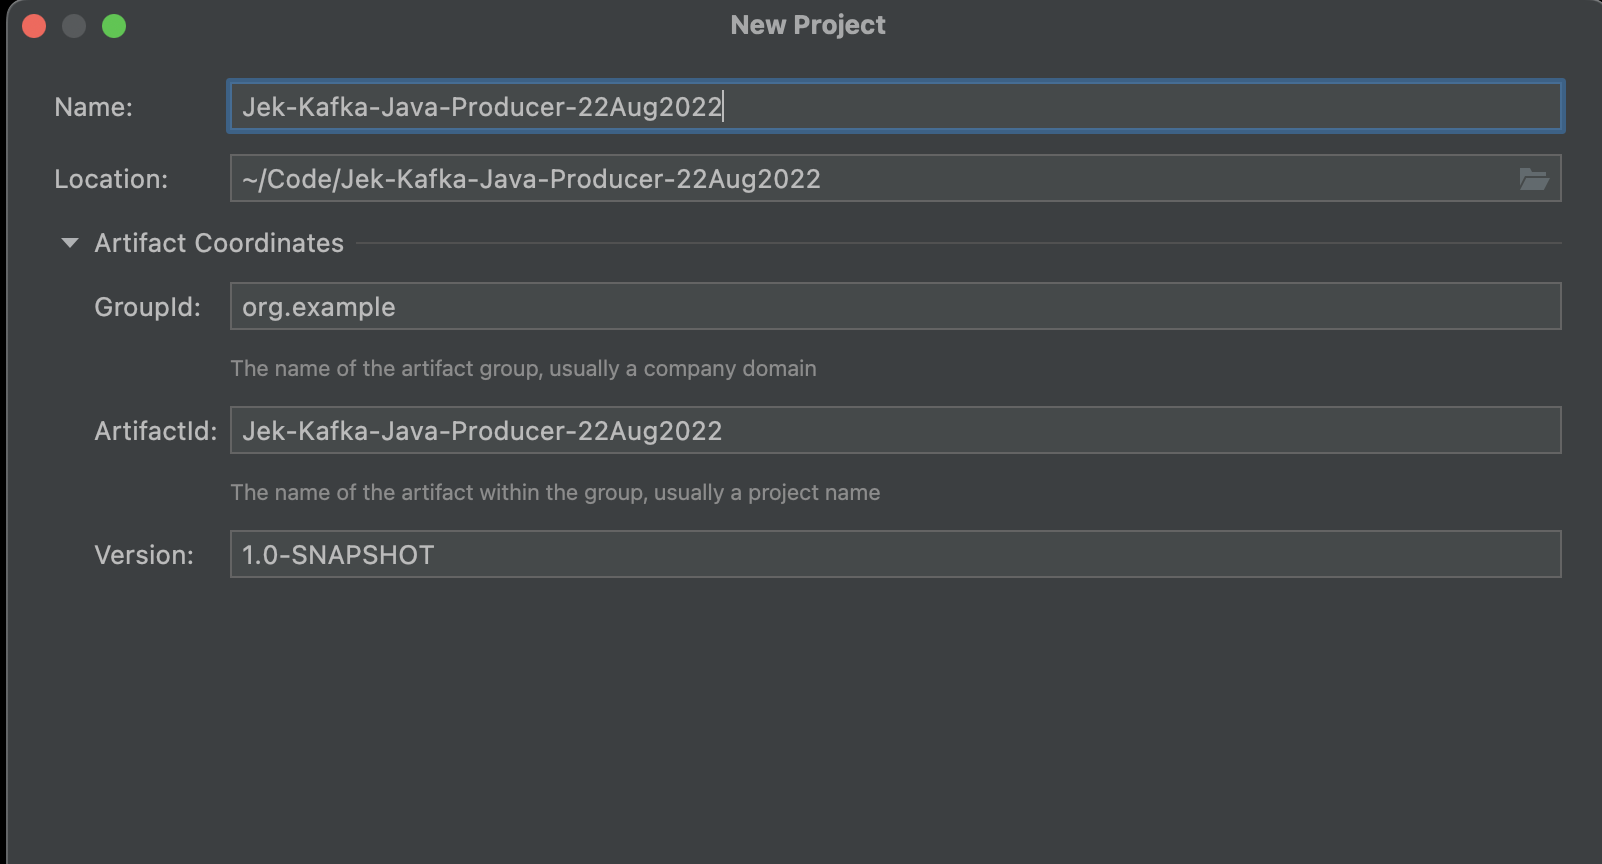 New Project
Name: Jek-Kafka-Java-Producer-22Aug2022
Location: ~/Code/Jek-Kafka-Java-Producer-22Aug2022
Artifact Coordinates
GroupId: org.example
The name of the artifact group, usually a company domain
ArtifactId: Jek-Kafka-Java-Producer-22Aug2022
The name of the artifact within the group, usually a project name
Version: 1.0-SNAPSHOT